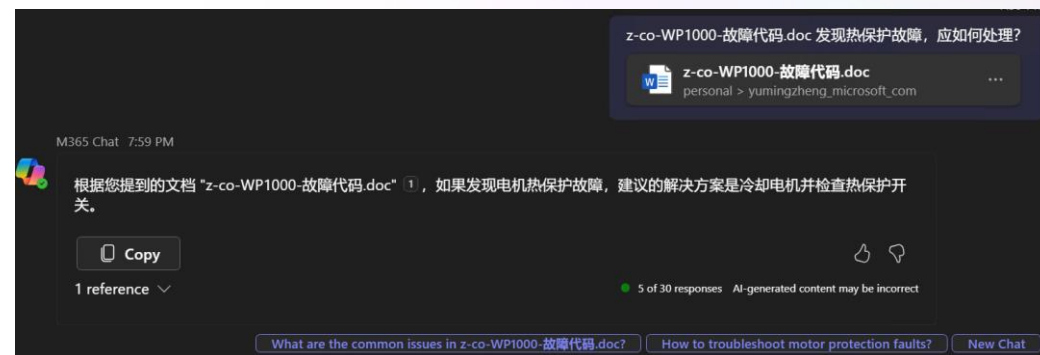 z-co-WP1000-故障代码.doc 发现热保护故障，应如何处理?
z-co-WP1000-故障代码.doc
personal > yumingzheng_microsoft_com
M365 Chat 7:59 PM
根据您提到的文档 "z-co-WP1000-故障代码.doc" 1 ，如果发现电机热保护故障，建议的解决方案是冷却电机并检查热保护开
关。
Copy
1 reference
5 of 30 responses AI-generated content may be incorrect
What are the common issues in z-co-WP1000-故障代码.doc? How to troubleshoot motor protection faults? New Chat